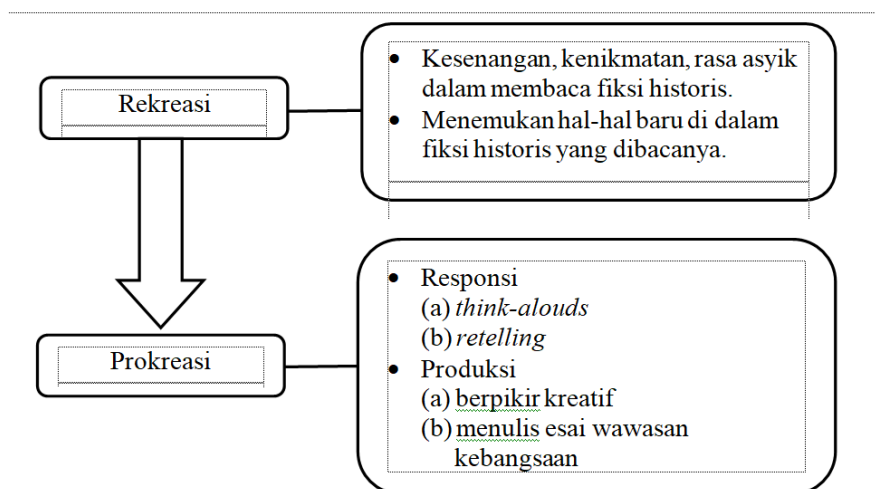 Rekreasi
• Kesenangan, kenikmatan, rasa asyik
dalam membaca fiksi historis.
• Menemukan hal-hal baru di dalam
fiksi historis yang dibacanya.
Prokreasi
• Responsi
(a) think-alouds
(b) retelling
• Produksi
(a) berpikir kreatif
(b) menulis esai wawasan
kebangsaan